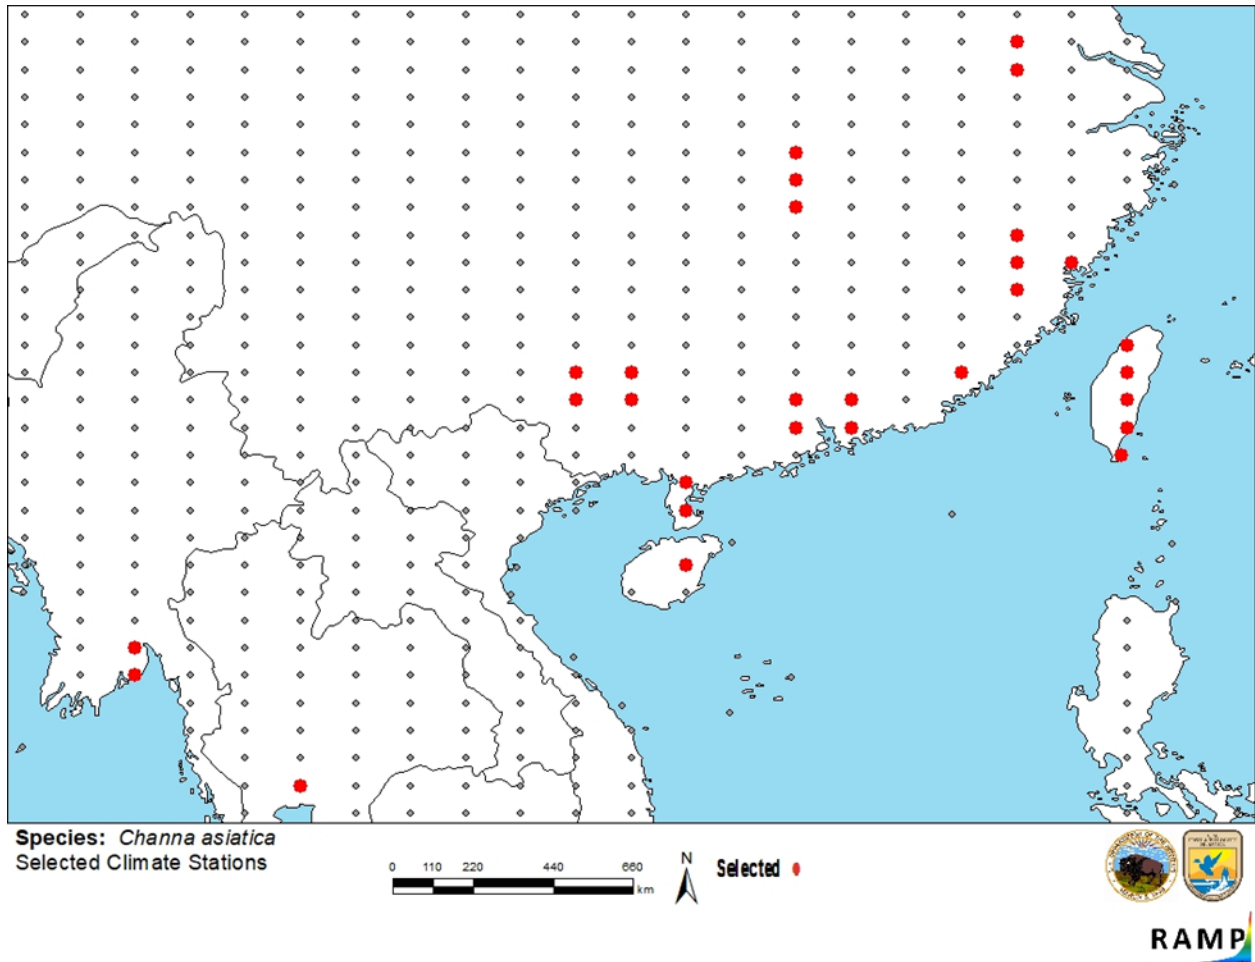 Species: Channa asiatica
Selected Climate Stations
0 110 220 440 660
km
N
Selected
RAMP